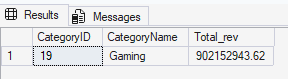 Results Messages
CategoryID CategoryName Total_rev
1 19 Gaming 902152943.62